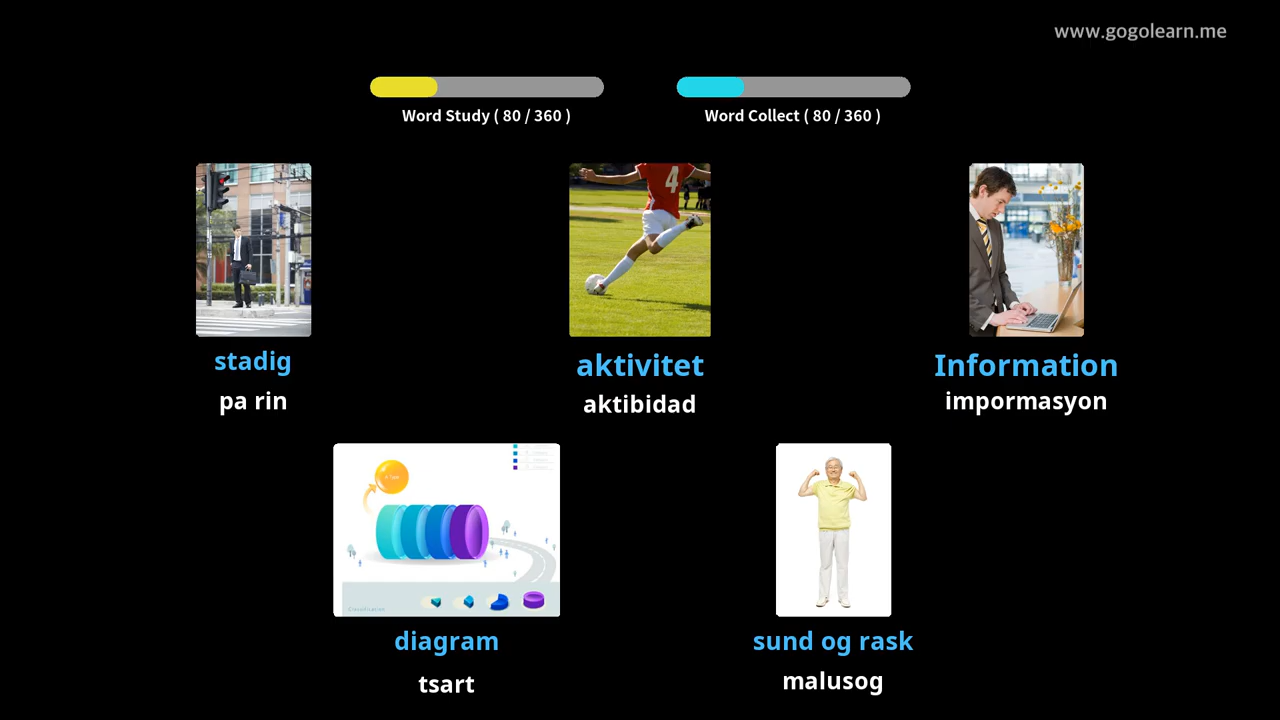 www.gogolearn.me
Word Study ( 80 / 360 )
Word Collect ( 80 / 360 )
4
stadig
aktivitet
Information
pa rin
aktibidad
impormasyon
diagram
sund og rask
tsart
malusog